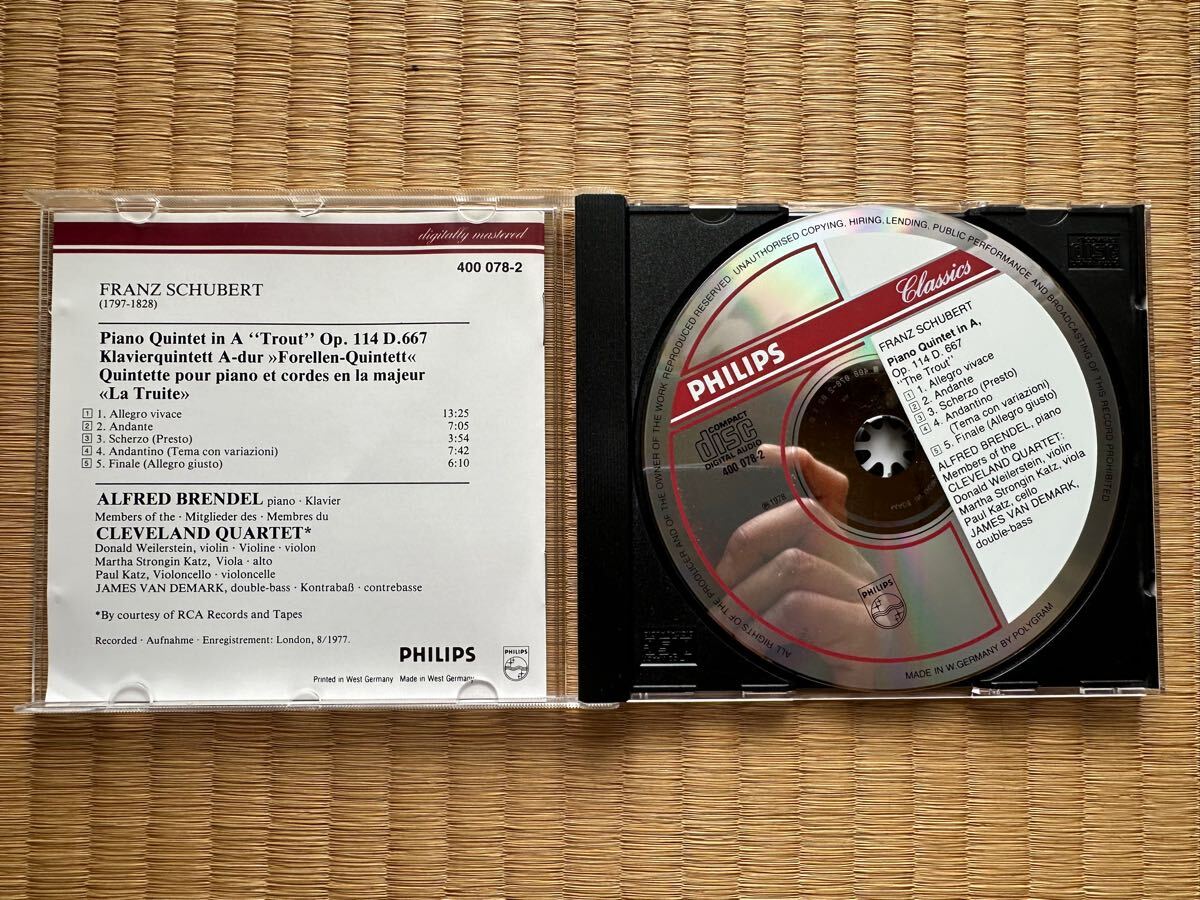 digitally mastered
400 078-2
FRANZ SCHUBERT
(1797-1828)
Piano Quintet in A “Trout” Op. 114 D.667
Klavierquintett A-dur »Forellen-Quintett«
Quintette pour piano et cordes en la majeur
«La Truite»
1 1. Allegro vivace 13:25
2 2. Andante 7:05
3 3. Scherzo (Presto) 3:54
4 4. Andantino (Tema con variazioni) 7:42
5 5. Finale (Allegro giusto) 6:10
ALFRED BRENDEL piano · Klavier
Members of the · Mitglieder des · Membres du
CLEVELAND QUARTET*
Donald Weilerstein, violin · Violine · violon
Martha Strongin Katz, Viola · alto
Paul Katz, Violoncello · violoncelle
JAMES VAN DEMARK, double-bass · Kontrabaß · contrebasse
*By courtesy of RCA Records and Tapes
Recorded · Aufnahme · Enregistrement: London, 8/1977.
PHILIPS
PHILIPS
Printed in West Germany Made in West Germany
ALL RIGHTS OF THE PRODUCER AND OF THE OWNER OF THE WORK REPRODUCED RESERVED. UNAUTHORISED COPYING, HIRING, LENDING, PUBLIC PERFORMANCE AND BROADCASTING OF THIS RECORD PROHIBITED
MADE IN W.GERMANY BY POLYGRAM
PHILIPS
Classics
COMPACT
disc
DIGITAL AUDIO
400 078-2
℗ 1978
FRANZ SCHUBERT
Piano Quintet in A,
Op. 114 D. 667
"The Trout"
1 1. Allegro vivace
2 2. Andante
3 3. Scherzo (Presto)
4 4. Andantino
(Tema con variazioni)
5 5. Finale (Allegro giusto)
ALFRED BRENDEL, piano
Members of the
CLEVELAND QUARTET:
Donald Weilerstein, violin
Martha Strongin Katz, viola
Paul Katz, cello
JAMES VAN DEMARK,
double-bass
PHILIPS